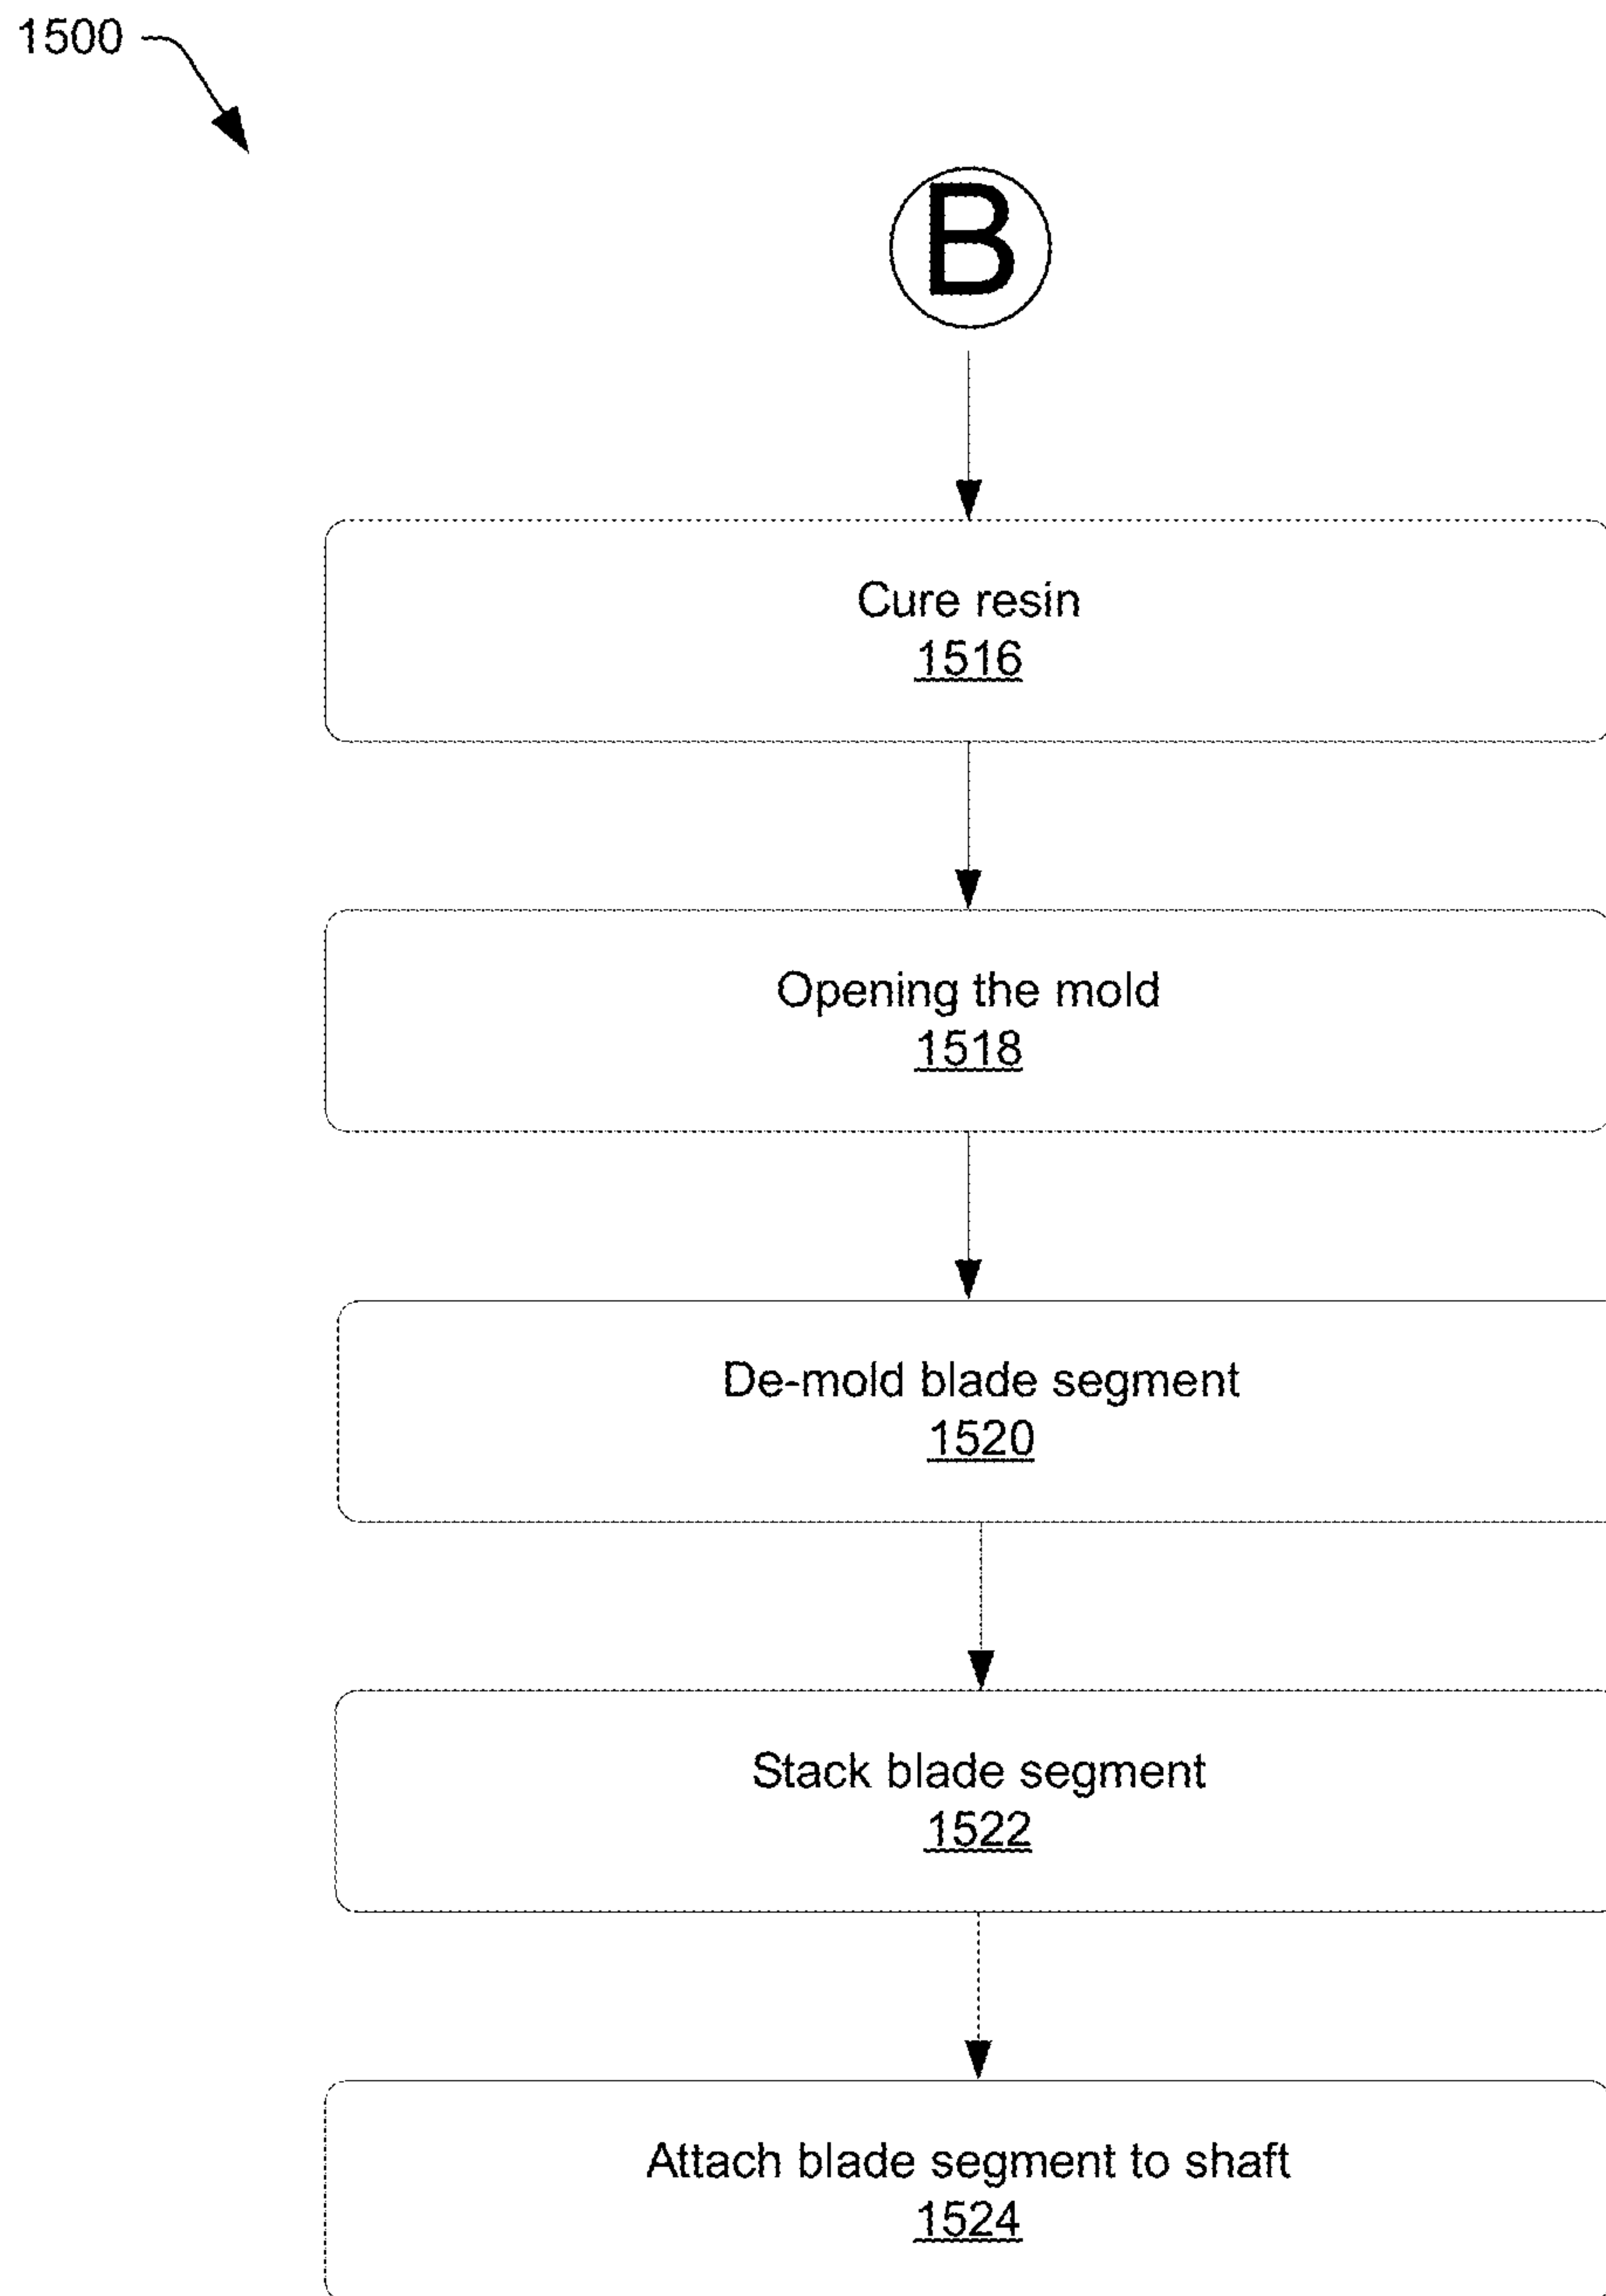 1500
B
Cure resin
1516
Opening the mold
1518
De-mold blade segment
1520
Stack blade segment
1522
Attach blade segment to shaft
1524